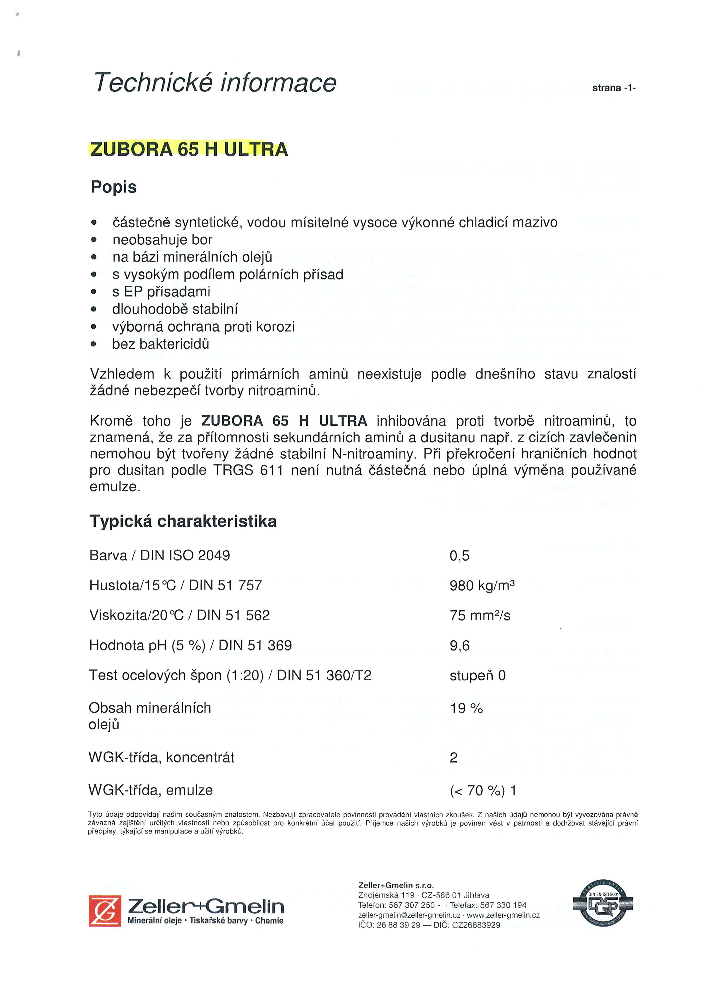 Technické informace
strana -1-
ZUBORA 65 H ULTRA
Popis
• částečně syntetické, vodou mísitelné vysoce výkonné chladicí mazivo
• neobsahuje bor
• na bázi minerálních olejů
• s vysokým podílem polárních přísad
• s EP přísadami
• dlouhodobě stabilní
• výborná ochrana proti korozi
• bez baktericidů
Vzhledem k použití primárních aminů neexistuje podle dnešního stavu znalostí
žádné nebezpečí tvorby nitroaminů.
Kromě toho je ZUBORA 65 H ULTRA inhibována proti tvorbě nitroaminů, to
znamená, že za přítomnosti sekundárních aminů a dusitanu např. z cizích zavlečenin
nemohou být tvořeny žádné stabilní N-nitroaminy. Při překročení hraničních hodnot
pro dusitan podle TRGS 611 není nutná částečná nebo úplná výměna používané
emulze.
Typická charakteristika
Barva / DIN ISO 2049 0,5
Hustota/15°C / DIN 51 757 980 kg/m³
Viskozita/20°C / DIN 51 562 75 mm²/s
Hodnota pH (5 %) / DIN 51 369 9,6
Test ocelových špon (1:20) / DIN 51 360/T2 stupeň 0
Obsah minerálních 19 %
olejů
WGK-třída, koncentrát 2
WGK-třída, emulze (< 70 %) 1
Tyto údaje odpovídají našim současným znalostem. Nezbavují zpracovatele povinnosti provádění vlastních zkoušek. Z našich údajů nemohou být vyvozována právně
závazná zajištění určitých vlastností nebo způsobilost pro konkrétní účel použití. Příjemce našich výrobků je povinen vést v patrnosti a dodržovat stávající právní
předpisy, týkající se manipulace a užití výrobků.
Zeller+Gmelin
Minerální oleje • Tiskařské barvy • Chemie
Zeller+Gmelin s.r.o.
Znojemská 119 · CZ-586 01 Jihlava
Telefon: 567 307 250 - · Telefax: 567 330 194
zeller-gmelin@zeller-gmelin.cz · www.zeller-gmelin.cz
IČO: 26 88 39 29 — DIČ: CZ26883929
ZERTIFIZIERTES
DIN EN ISO 9001
DQS
QUALITÄTSMANAGEMENTSYSTEM